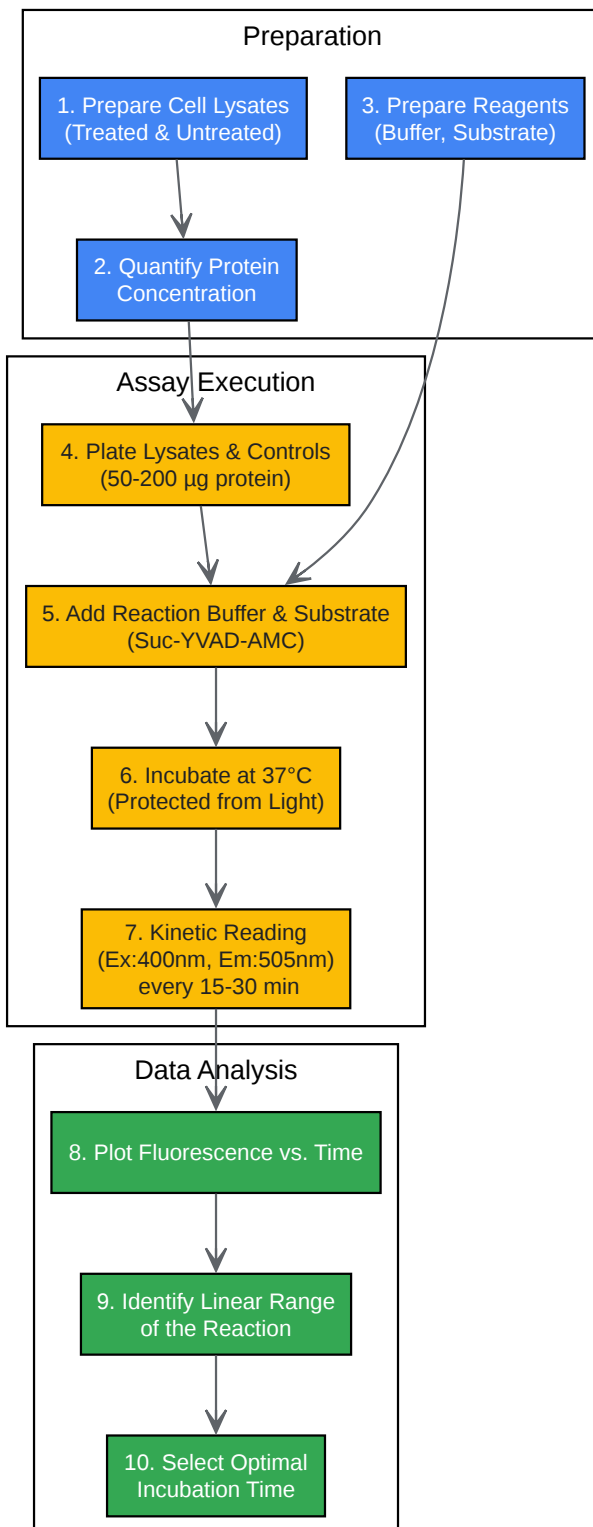 Preparation
1. Prepare Cell Lysates
(Treated & Untreated)
3. Prepare Reagents
(Buffer, Substrate)
2. Quantify Protein
Concentration
Assay Execution
4. Plate Lysates & Controls
(50-200 µg protein)
5. Add Reaction Buffer & Substrate
(Suc-YVAD-AMC)
6. Incubate at 37°C
(Protected from Light)
7. Kinetic Reading
(Ex:400nm, Em:505nm)
every 15-30 min
Data Analysis
8. Plot Fluorescence vs. Time
9. Identify Linear Range
of the Reaction
10. Select Optimal
Incubation Time